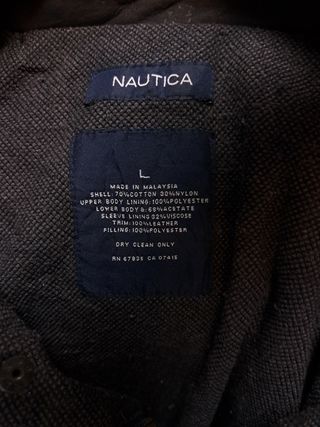 NAUTICA
L
MADE IN MALAYSIA
SHELL: 70%COTTON 30%NYLON
UPPER BODY LINING: 100%POLYESTER
LOWER BODY & 68%ACETATE
SLEEVE LINING 32%VISCOSE
TRIM: 100%LEATHER
FILLING: 100%POLYESTER
DRY CLEAN ONLY
RN 67835 CA 07415